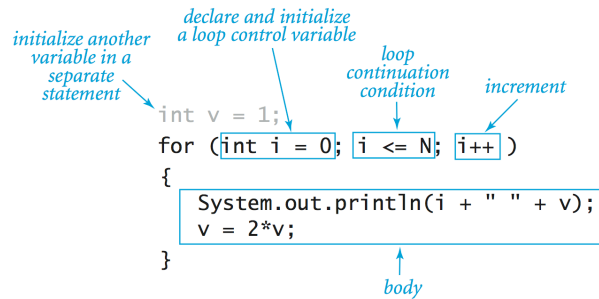 declare and initialize
a loop control variable
initialize another
variable in a
separate
statement
loop
continuation
condition
increment
int v = 1;
for (int i = 0; i <= N; i++ )
{
System.out.println(i + " " + v);
v = 2*v;
}
body